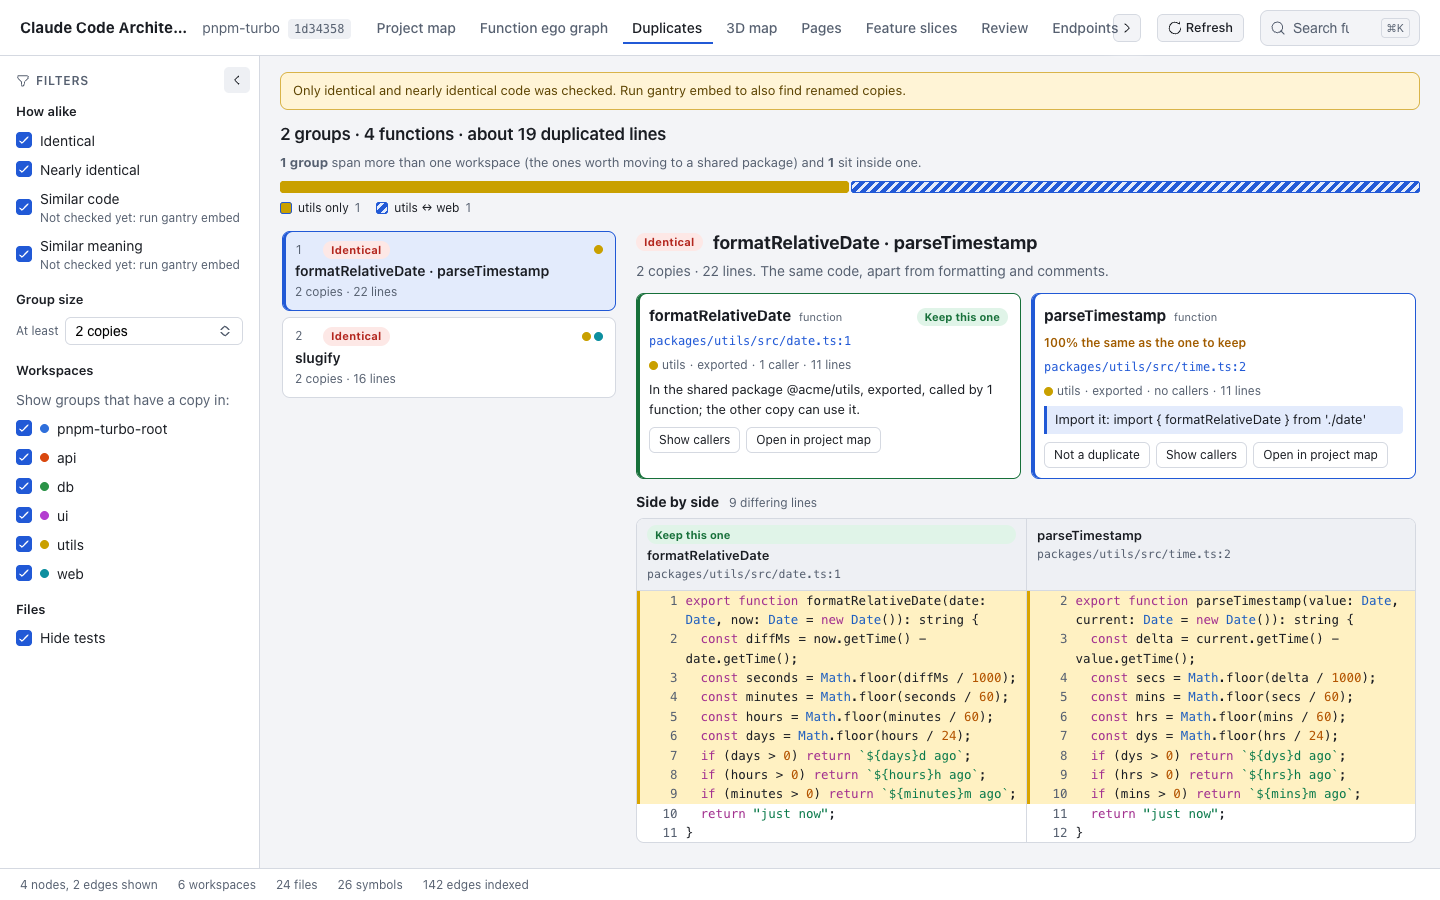 Claude Code Archite...
pnpm-turbo
1d34358
Project map
Function ego graph
Duplicates
3D map
Pages
Feature slices
Review
Endpoints
Refresh
⌘K
FILTERS
How alike
Identical
Nearly identical
Similar code
Not checked yet: run gantry embed
Similar meaning
Not checked yet: run gantry embed
Group size
At least
2 copies
Workspaces
Show groups that have a copy in:
pnpm-turbo-root
api
db
ui
utils
web
Files
Hide tests
Only identical and nearly identical code was checked. Run gantry embed to also find renamed copies.
2 groups · 4 functions · about 19 duplicated lines
1 group span more than one workspace (the ones worth moving to a shared package) and 1 sit inside one.
utils only 1
utils ↔ web 1
1 Identical
formatRelativeDate · parseTimestamp
2 copies · 22 lines
2 Identical
slugify
2 copies · 16 lines
Identical formatRelativeDate · parseTimestamp
2 copies · 22 lines. The same code, apart from formatting and comments.
formatRelativeDate function Keep this one
packages/utils/src/date.ts:1
utils · exported · 1 caller · 11 lines
In the shared package @acme/utils, exported, called by 1
function; the other copy can use it.
Show callers
Open in project map
parseTimestamp function
100% the same as the one to keep
packages/utils/src/time.ts:2
utils · exported · no callers · 11 lines
Import it: import { formatRelativeDate } from './date'
Not a duplicate
Show callers
Open in project map
Side by side 9 differing lines
Keep this one
formatRelativeDate
packages/utils/src/date.ts:1
1 export function formatRelativeDate(date:
Date, now: Date = new Date()): string {
2 const diffMs = now.getTime() −
date.getTime();
3 const seconds = Math.floor(diffMs / 1000);
4 const minutes = Math.floor(seconds / 60);
5 const hours = Math.floor(minutes / 60);
6 const days = Math.floor(hours / 24);
7 if (days > 0) return `${days}d ago`;
8 if (hours > 0) return `${hours}h ago`;
9 if (minutes > 0) return `${minutes}m ago`;
10 return "just now";
11 }
parseTimestamp
packages/utils/src/time.ts:2
2 export function parseTimestamp(value: Date,
current: Date = new Date()): string {
3 const delta = current.getTime() −
value.getTime();
4 const secs = Math.floor(delta / 1000);
5 const mins = Math.floor(secs / 60);
6 const hrs = Math.floor(mins / 60);
7 const dys = Math.floor(hrs / 24);
8 if (dys > 0) return `${dys}d ago`;
9 if (hrs > 0) return `${hrs}h ago`;
10 if (mins > 0) return `${mins}m ago`;
11 return "just now";
12 }
4 nodes, 2 edges shown
6 workspaces
24 files
26 symbols
142 edges indexed